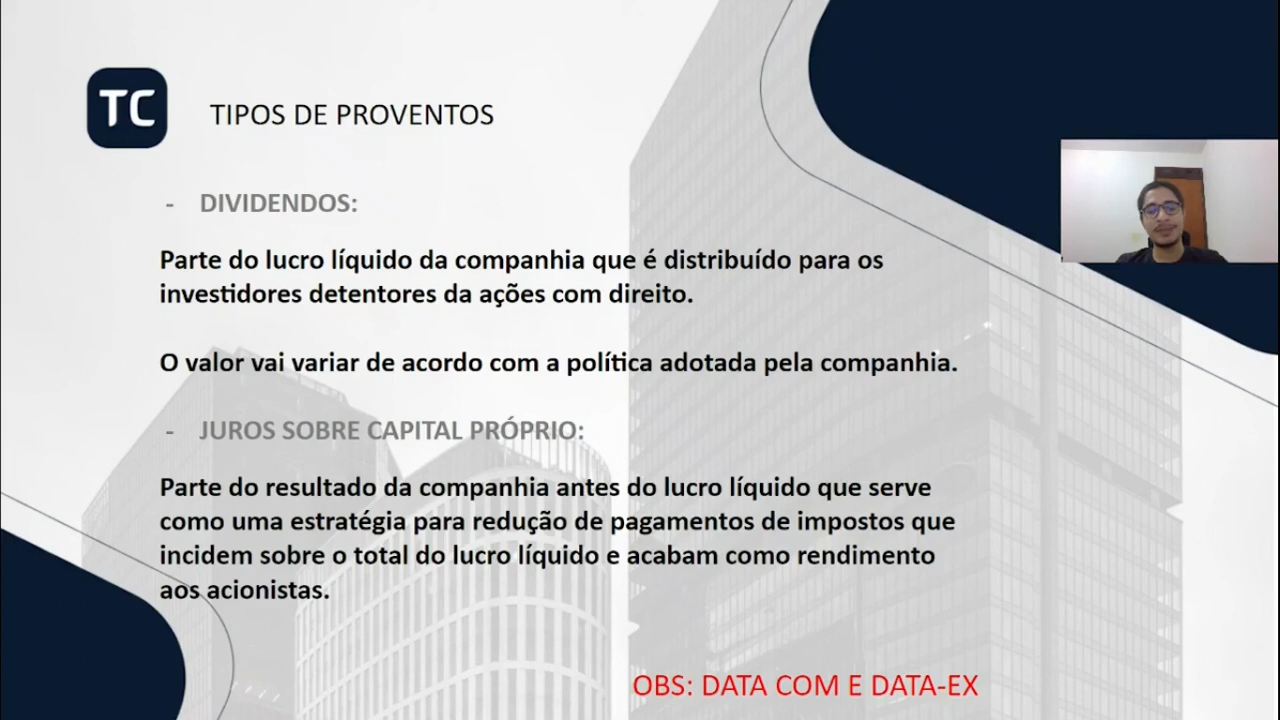 TC
TIPOS DE PROVENTOS
- DIVIDENDOS:
Parte do lucro líquido da companhia que é distribuído para os
investidores detentores da ações com direito.
O valor vai variar de acordo com a política adotada pela companhia.
- JUROS SOBRE CAPITAL PRÓPRIO:
Parte do resultado da companhia antes do lucro líquido que serve
como uma estratégia para redução de pagamentos de impostos que
incidem sobre o total do lucro líquido e acabam como rendimento
aos acionistas.
OBS: DATA COM E DATA-EX